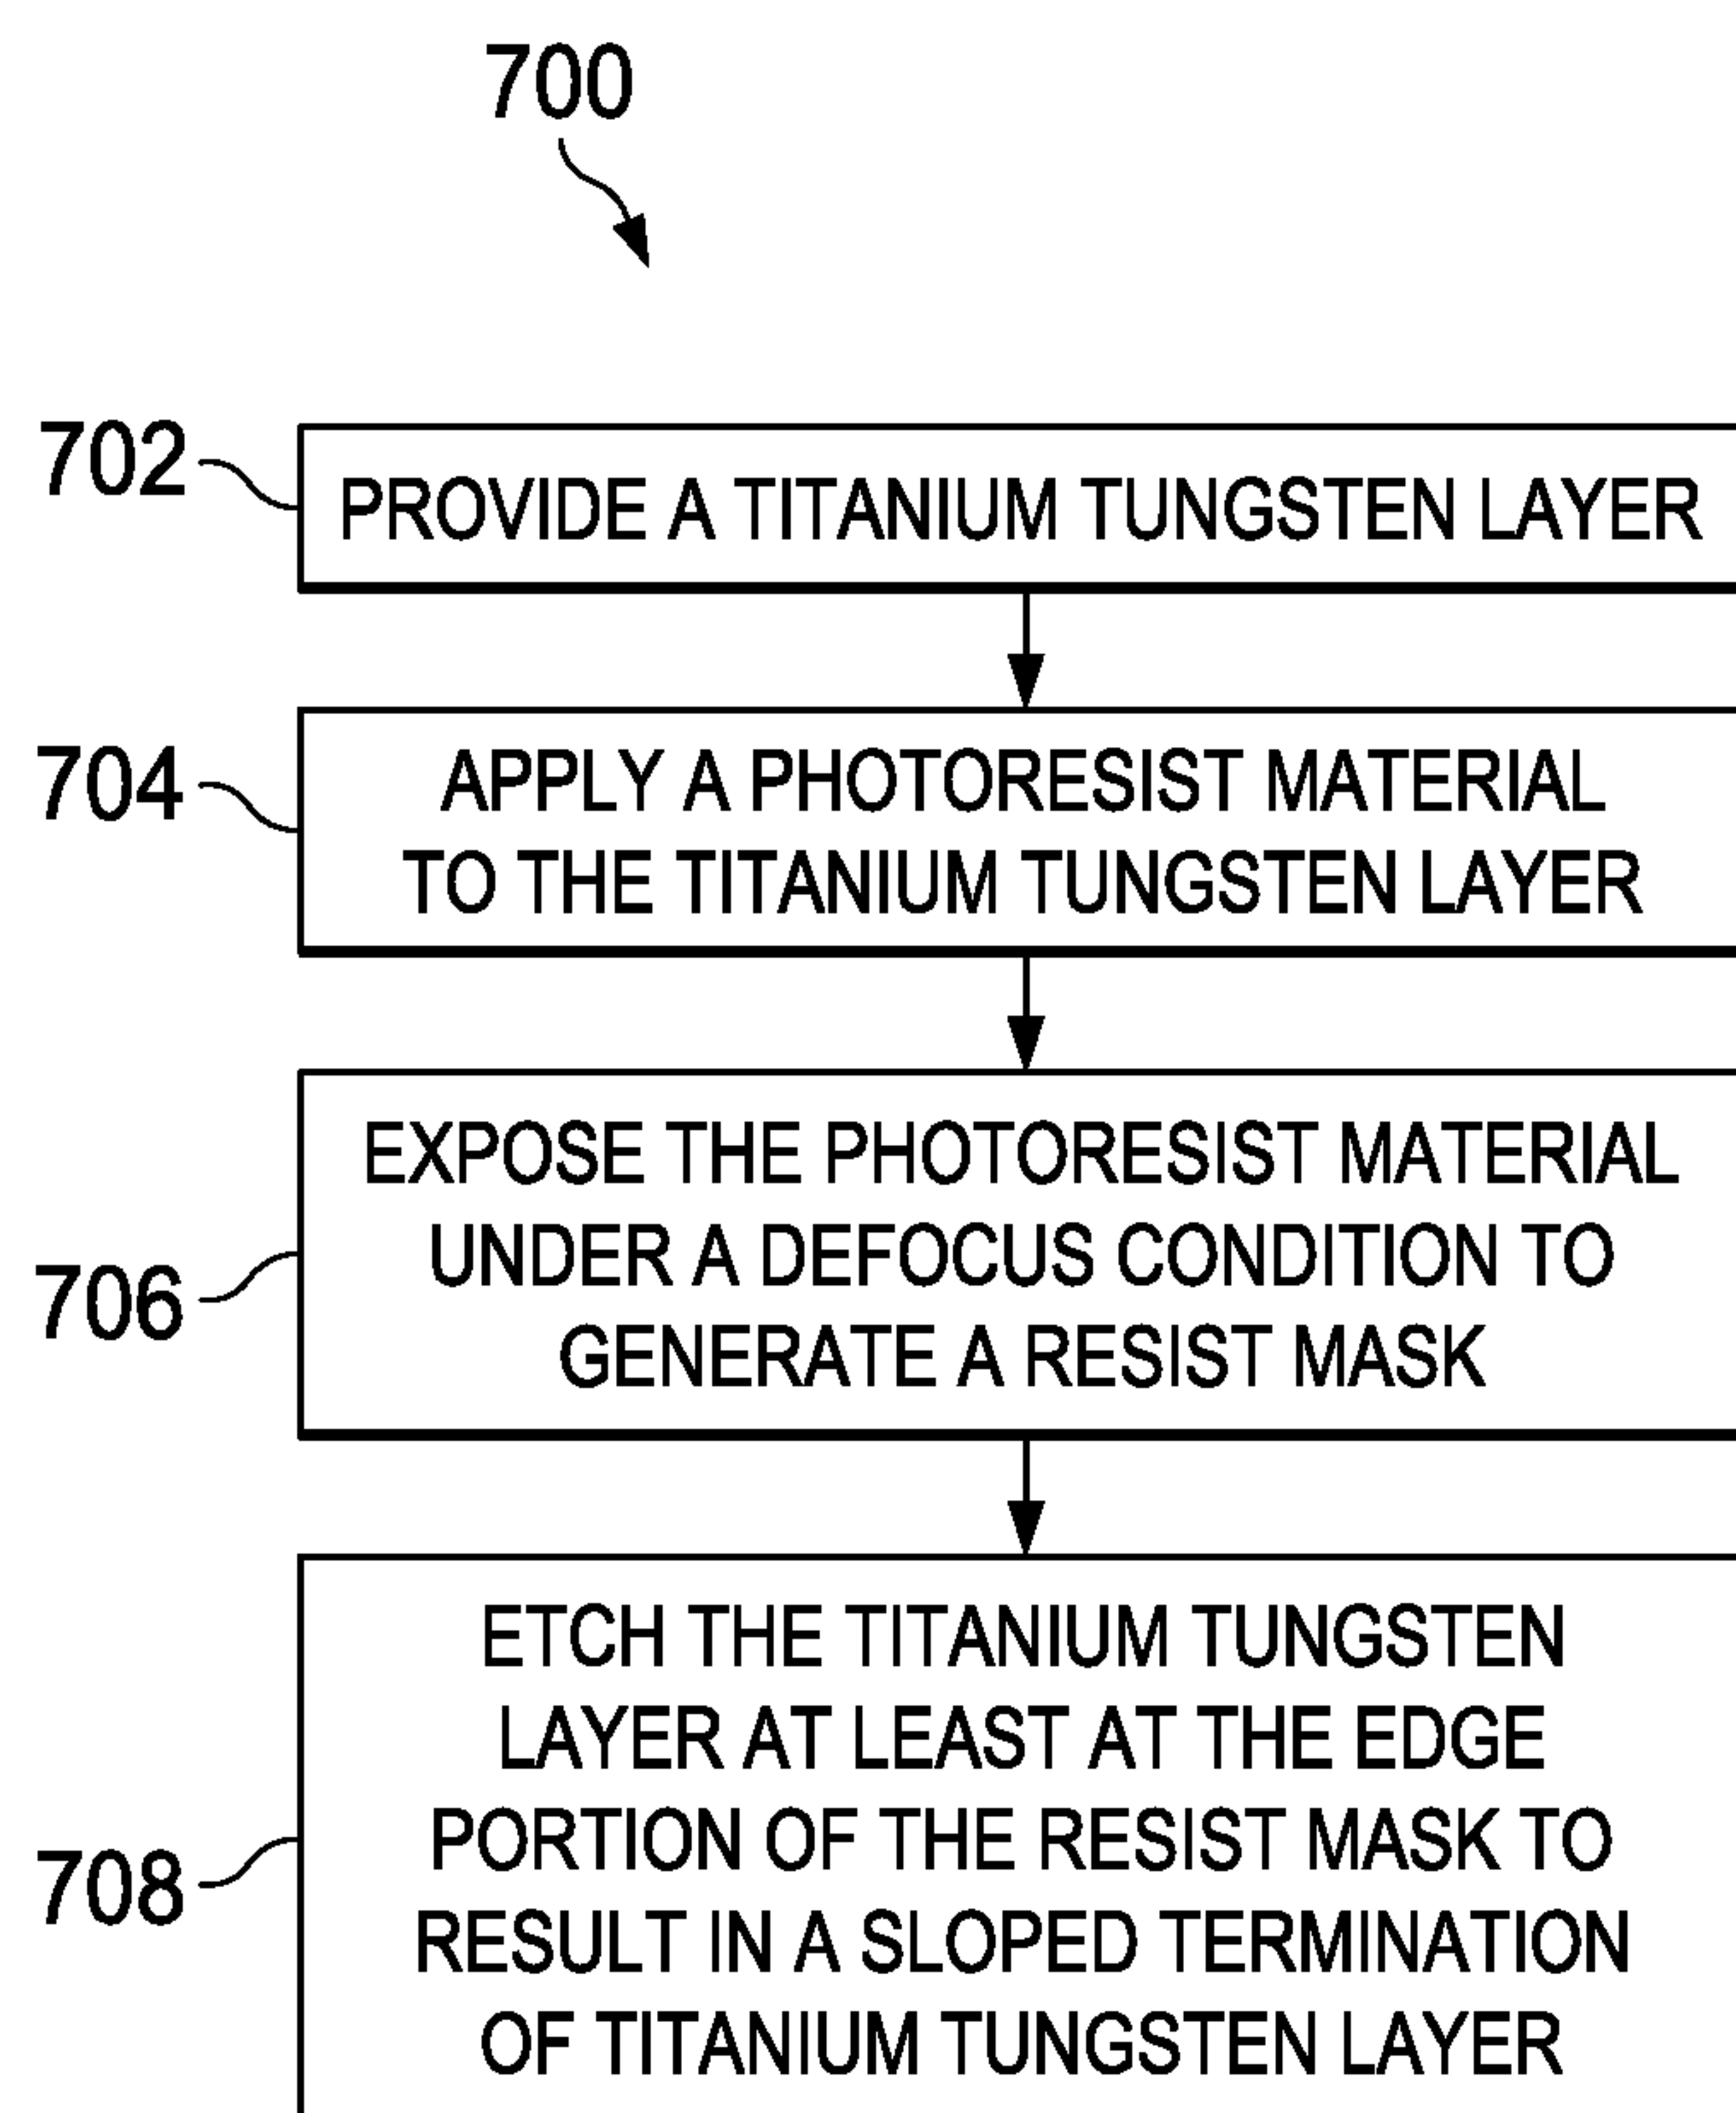 700
702
PROVIDE A TITANIUM TUNGSTEN LAYER
704
APPLY A PHOTORESIST MATERIAL
TO THE TITANIUM TUNGSTEN LAYER
706
EXPOSE THE PHOTORESIST MATERIAL
UNDER A DEFOCUS CONDITION TO
GENERATE A RESIST MASK
708
ETCH THE TITANIUM TUNGSTEN
LAYER AT LEAST AT THE EDGE
PORTION OF THE RESIST MASK TO
RESULT IN A SLOPED TERMINATION
OF TITANIUM TUNGSTEN LAYER